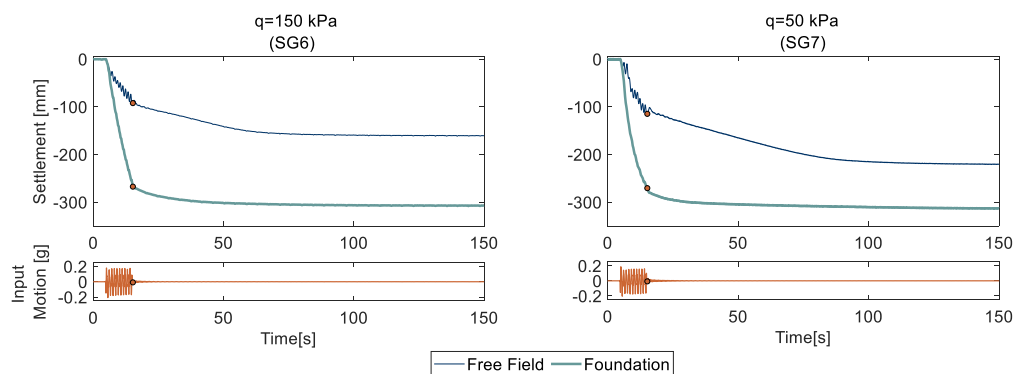 q=150 kPa
(SG6)
q=50 kPa
(SG7)
Settlement [mm]
0
-100
-200
-300
0
50
100
150
0
-100
-200
-300
0
50
100
150
Input
Motion [g]
0.2
0
-0.2
0
50
100
150
Time[s]
0.2
0
-0.2
0
50
100
150
Time[s]
Free Field
Foundation